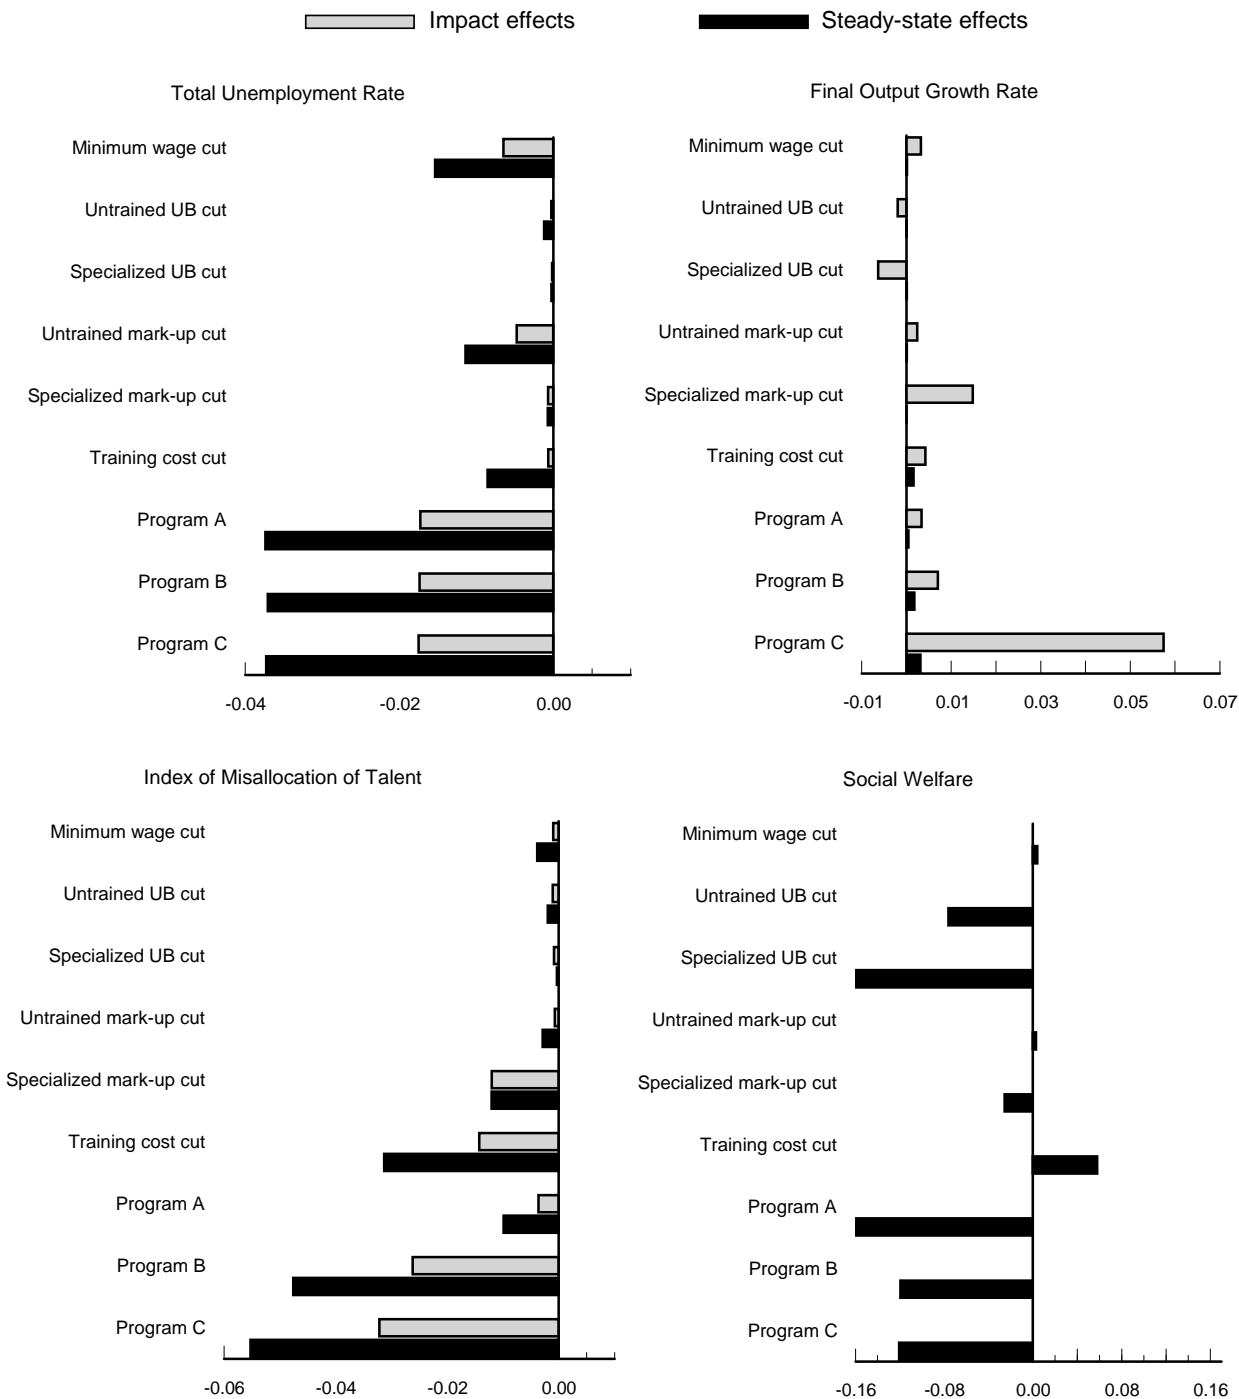 Impact effects
Steady-state effects
Total Unemployment Rate
Minimum wage cut
Untrained UB cut
Specialized UB cut
Untrained mark-up cut
Specialized mark-up cut
Training cost cut
Program A
Program B
Program C
-0.04 -0.02 0.00
Final Output Growth Rate
Minimum wage cut
Untrained UB cut
Specialized UB cut
Untrained mark-up cut
Specialized mark-up cut
Training cost cut
Program A
Program B
Program C
-0.01 0.01 0.03 0.05 0.07
Index of Misallocation of Talent
Minimum wage cut
Untrained UB cut
Specialized UB cut
Untrained mark-up cut
Specialized mark-up cut
Training cost cut
Program A
Program B
Program C
-0.06 -0.04 -0.02 0.00
Social Welfare
Minimum wage cut
Untrained UB cut
Specialized UB cut
Untrained mark-up cut
Specialized mark-up cut
Training cost cut
Program A
Program B
Program C
-0.16 -0.08 0.00 0.08 0.16